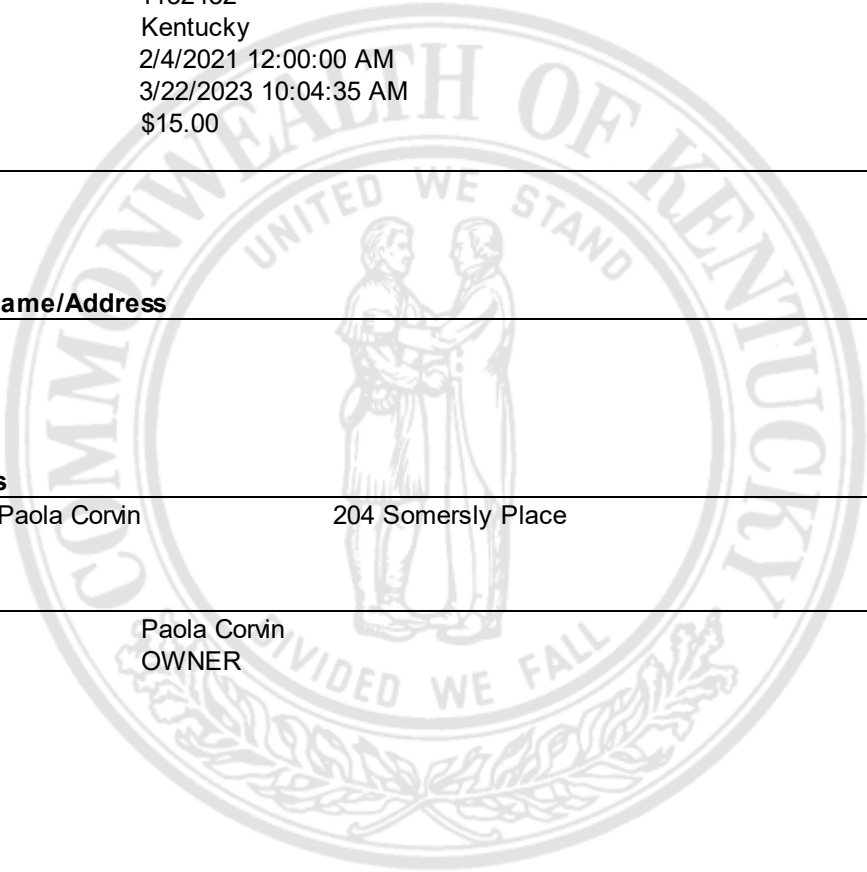 Kentucky
2/4/2021 12:00:00 AM
3/22/2023 10:04:35 AM
$15.00
COMMONWEALTH OF KENTUCKY
UNITED WE STAND
ame/Address
s
Paola Corvin 204 Somersly Place
Paola Corvin
OWNER
DIVIDED WE FALL